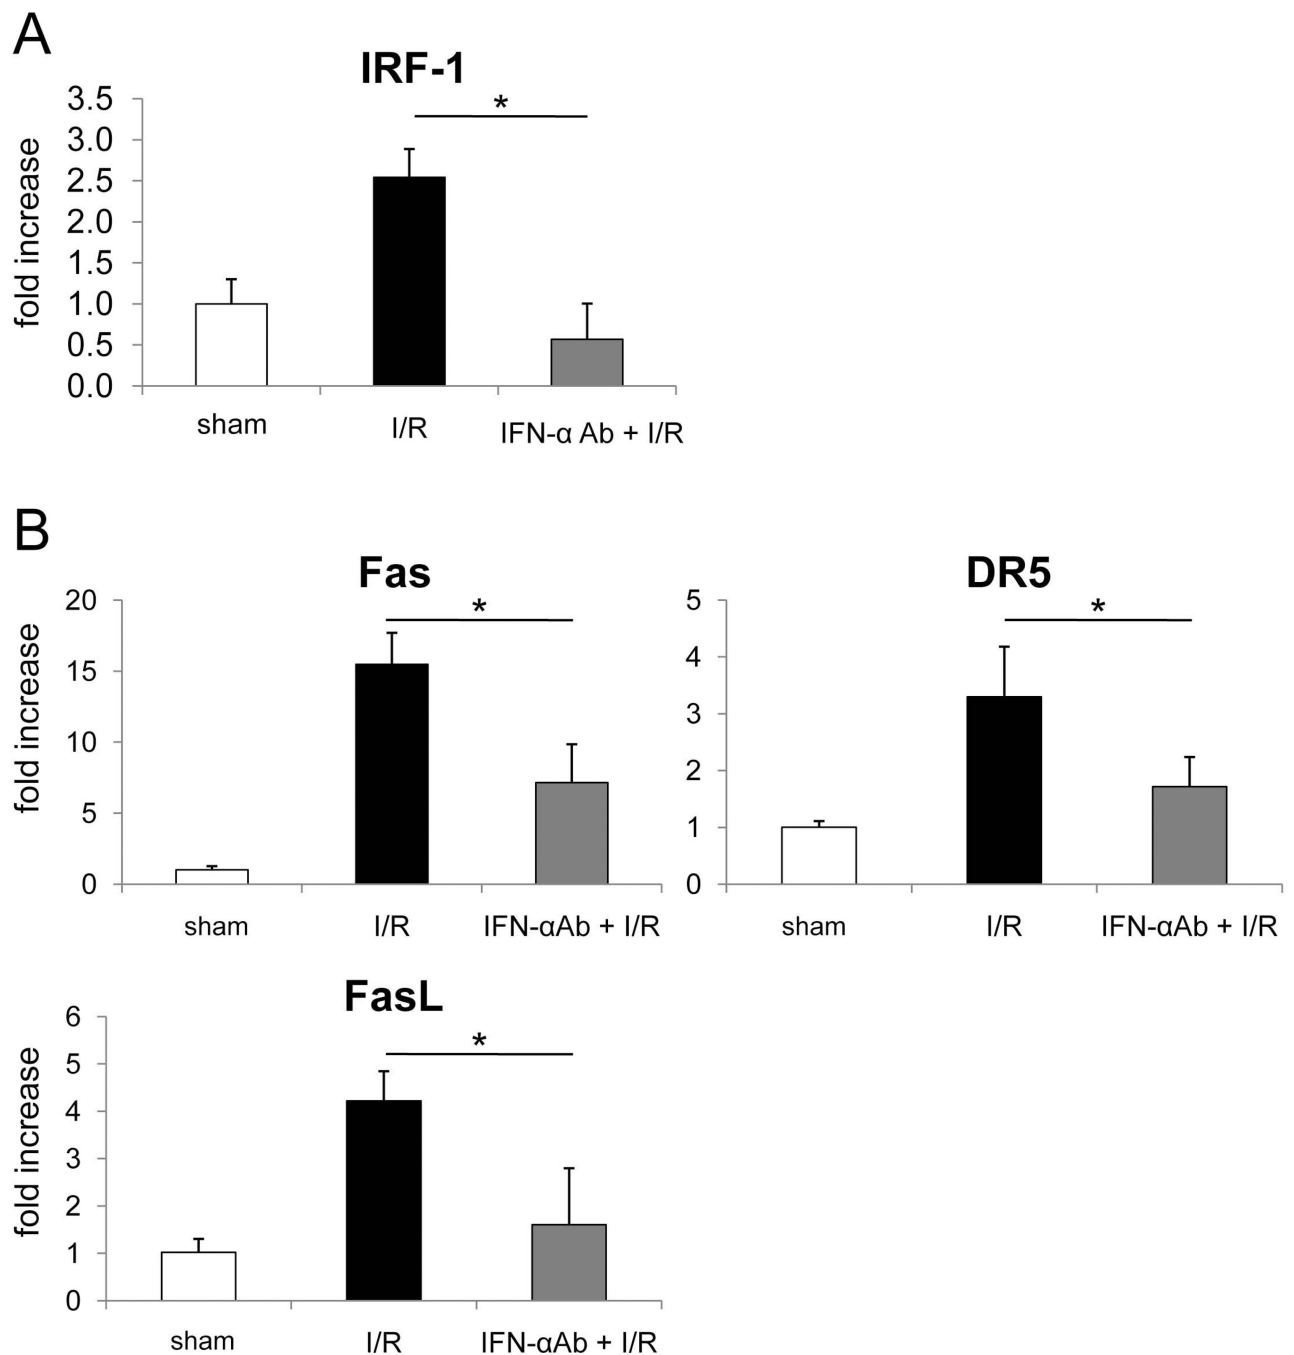 A
IRF-1
fold increase
3.5
3.0
2.5
2.0
1.5
1.0
0.5
0.0
*
sham
I/R
IFN-α Ab + I/R
B
Fas
fold increase
20
15
10
5
0
*
sham
I/R
IFN-αAb + I/R
DR5
5
4
3
2
1
0
*
sham
I/R
IFN-αAb + I/R
FasL
fold increase
6
5
4
3
2
1
0
*
sham
I/R
IFN-αAb + I/R